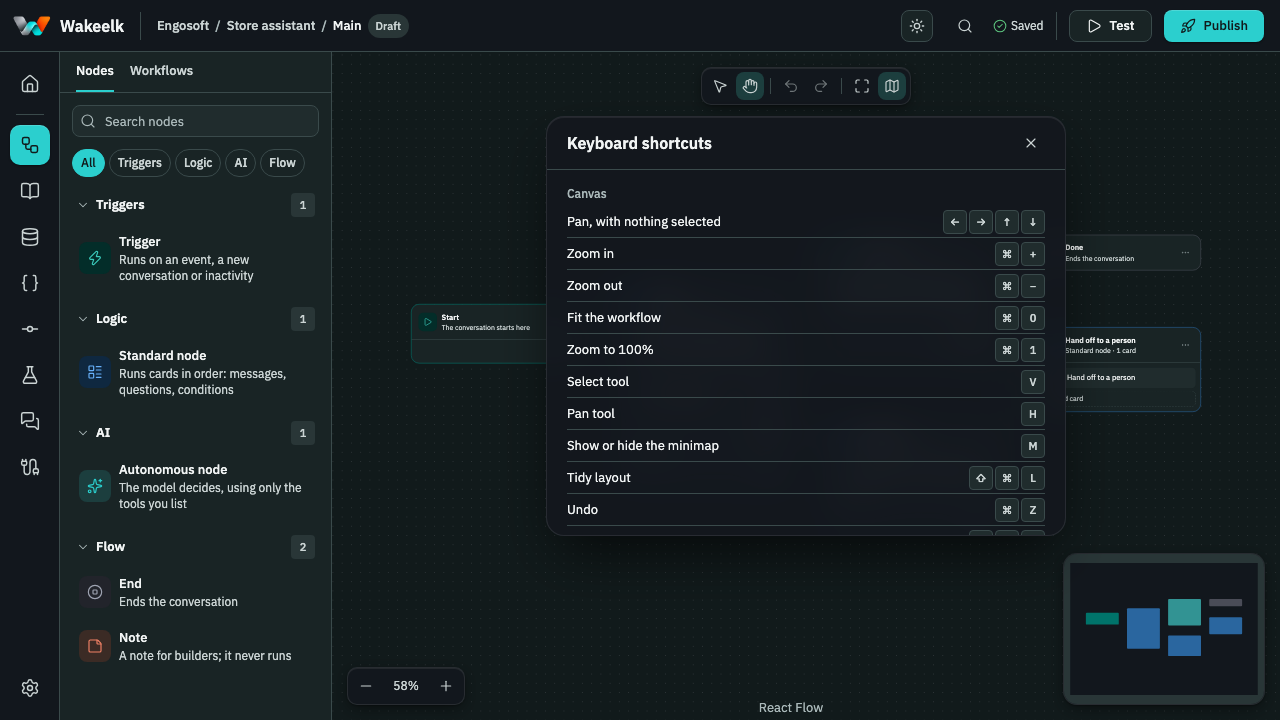 Wakeelk
Engosoft / Store assistant / Main Draft
Saved
Test
Publish
Nodes
Workflows
Search nodes
All
Triggers
Logic
AI
Flow
Triggers
1
Trigger
Runs on an event, a new
conversation or inactivity
Logic
1
Standard node
Runs cards in order: messages,
questions, conditions
AI
1
Autonomous node
The model decides, using only the
tools you list
Flow
2
End
Ends the conversation
Note
A note for builders; it never runs
Start
The conversation starts here
Keyboard shortcuts
Canvas
Pan, with nothing selected ← → ↑ ↓
Zoom in ⌘ +
Zoom out ⌘ −
Fit the workflow ⌘ 0
Zoom to 100% ⌘ 1
Select tool V
Pan tool H
Show or hide the minimap M
Tidy layout ⇧ ⌘ L
Undo ⌘ Z
Done
Ends the conversation
Hand off to a person
Standard node · 1 card
Hand off to a person
d card
58%
React Flow